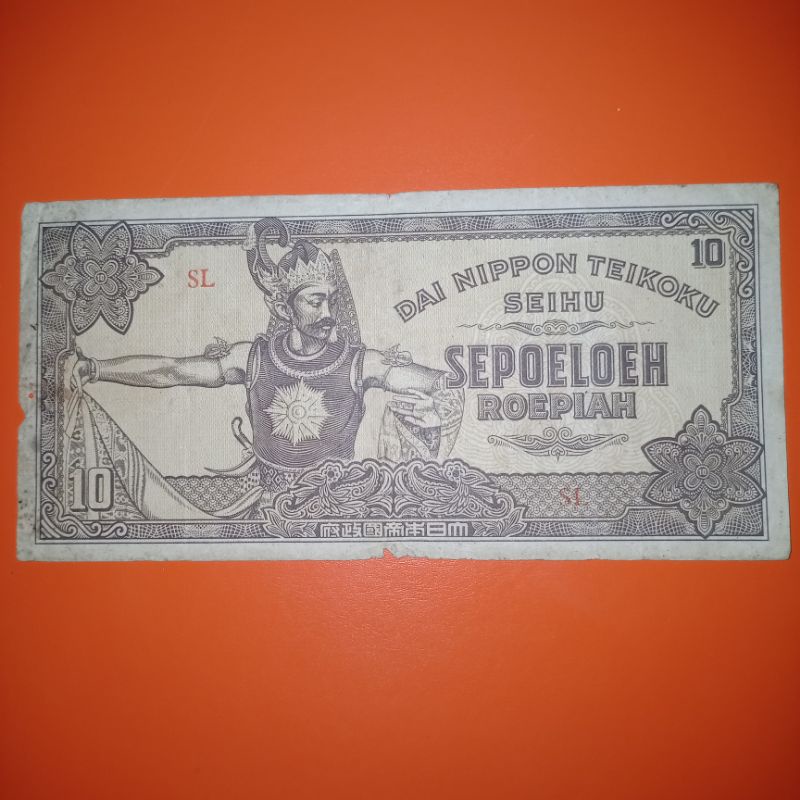 SL
10
DAI NIPPON TEIKOKU
SEIHU
SEPOELOEH
ROEPIAH
10
SL
府政國帝本日大